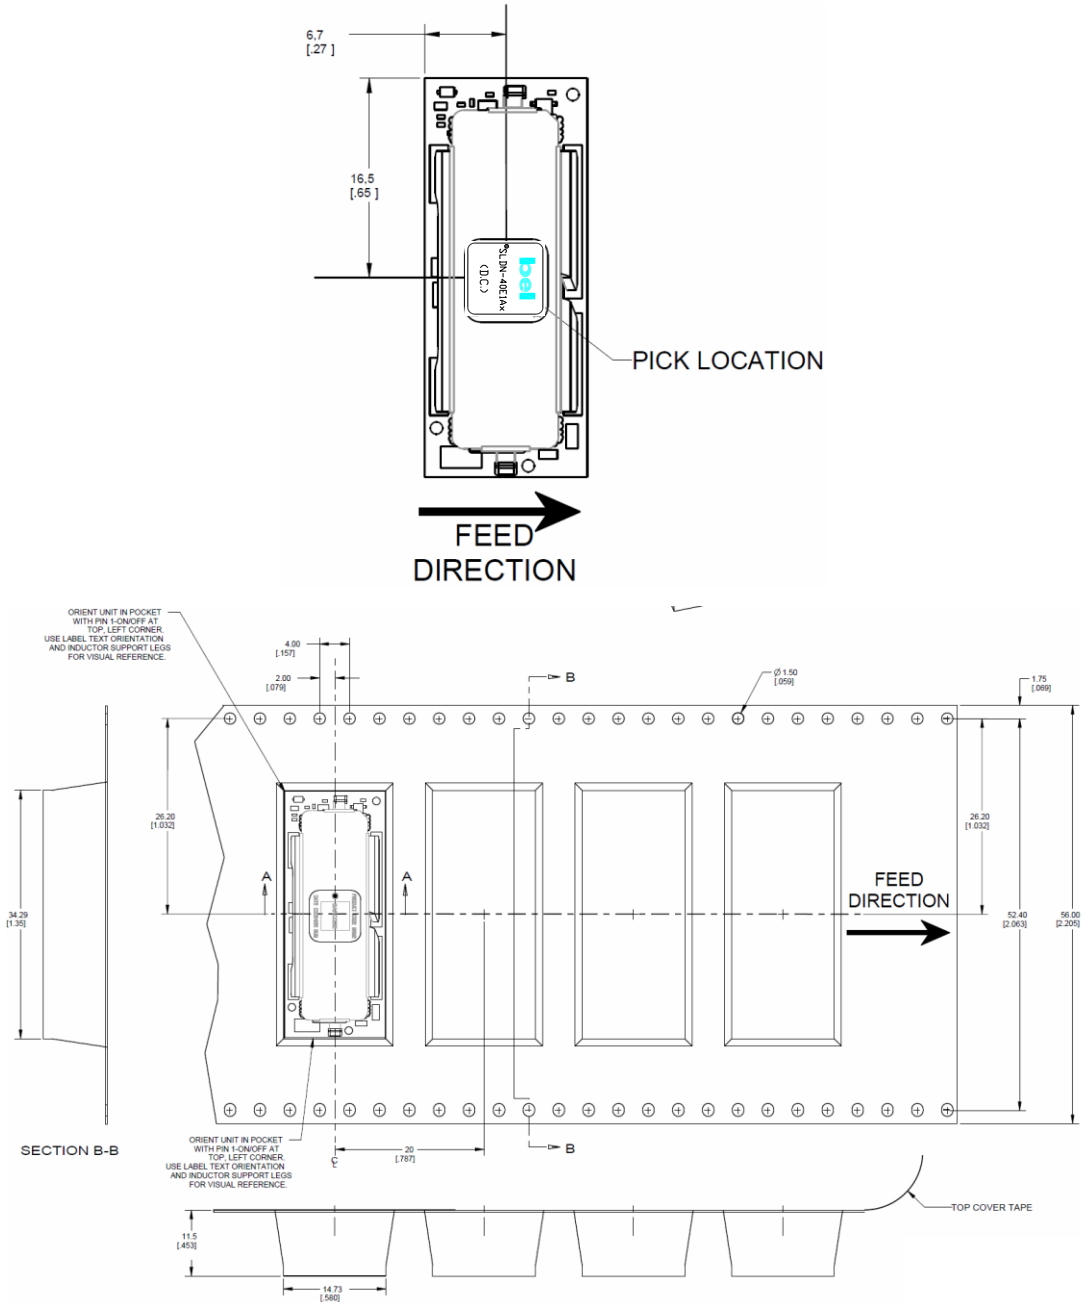 6,7
[.27 ]
16,5
[.65 ]
SLDN-40E1Ax
(D.C.)
bel
PICK LOCATION
FEED
DIRECTION
ORIENT UNIT IN POCKET
WITH PIN 1-ON/OFF AT
TOP, LEFT CORNER.
USE LABEL TEXT ORIENTATION
AND INDUCTOR SUPPORT LEGS
FOR VISUAL REFERENCE.
4.00
[.157]
2.00
[.079]
B
Ø 1.50
[.059]
1.75
[.069]
26.20
[1.032]
26.20
[1.032]
A
A
FEED
DIRECTION
34.29
[1.35]
52.40
[2.063]
56.00
[2.205]
SECTION B-B
ORIENT UNIT IN POCKET
WITH PIN 1-ON/OFF AT
TOP, LEFT CORNER.
USE LABEL TEXT ORIENTATION
AND INDUCTOR SUPPORT LEGS
FOR VISUAL REFERENCE.
20
[.787]
B
TOP COVER TAPE
11.5
[.453]
14.73
[.580]